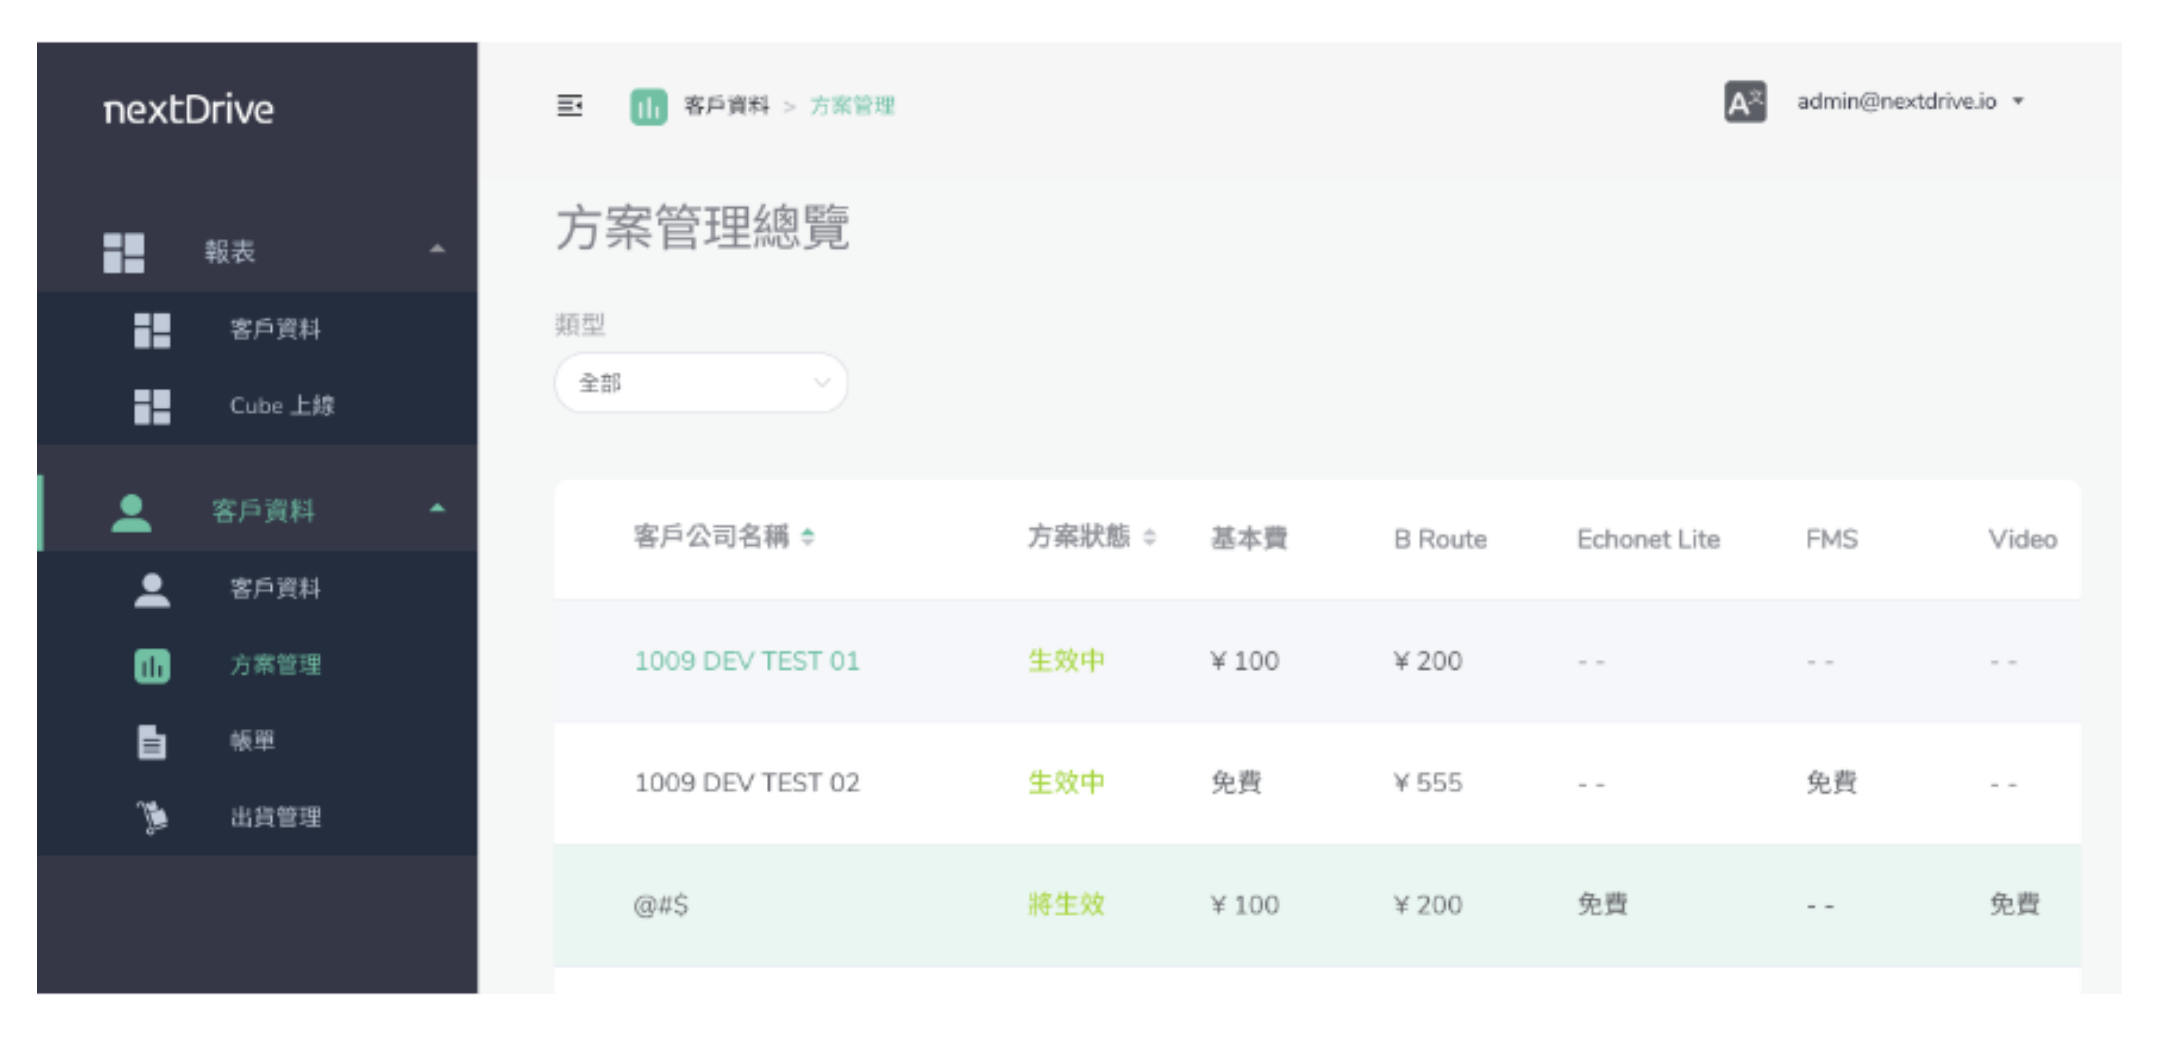 nextDrive
報表
客戶資料
Cube 上線
客戶資料
客戶資料
方案管理
帳單
出貨管理
客戶資料 > 方案管理
A文 admin@nextdrive.io
方案管理總覽
類型
全部
客戶公司名稱 方案狀態 基本費 B Route Echonet Lite FMS Video
1009 DEV TEST 01 生效中 ¥ 100 ¥ 200 - - - - - -
1009 DEV TEST 02 生效中 免費 ¥ 555 - - 免費 - -
@#$ 將生效 ¥ 100 ¥ 200 免費 - - 免費